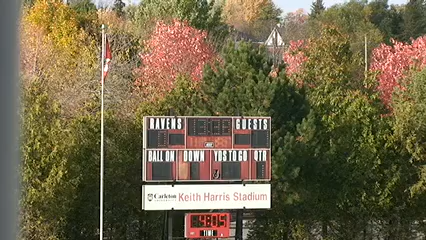 RAVENS GUESTS
BALL ON DOWN YDS TO GO QTR
Carleton Keith Harris Stadium